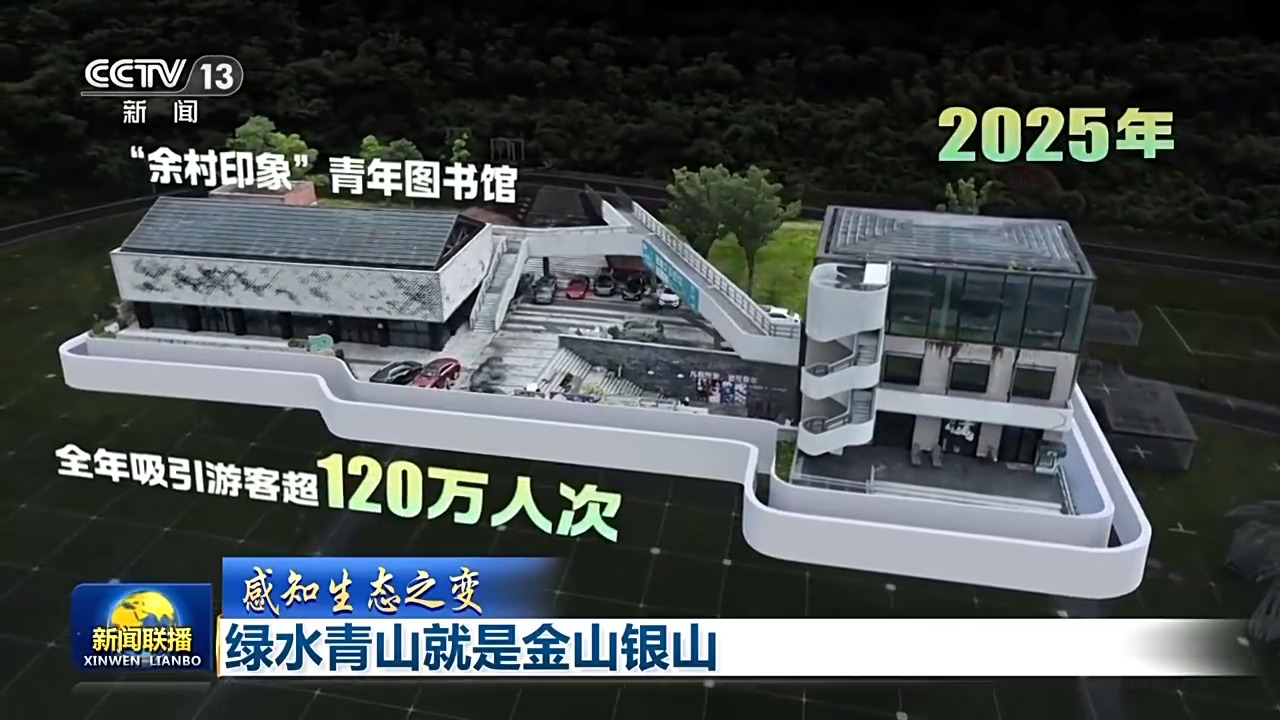 CCTV 13
新闻
2025年
“余村印象”青年图书馆
全年吸引游客超120万人次
感知生态之变
新闻联播
XINWEN LIANBO
绿水青山就是金山银山